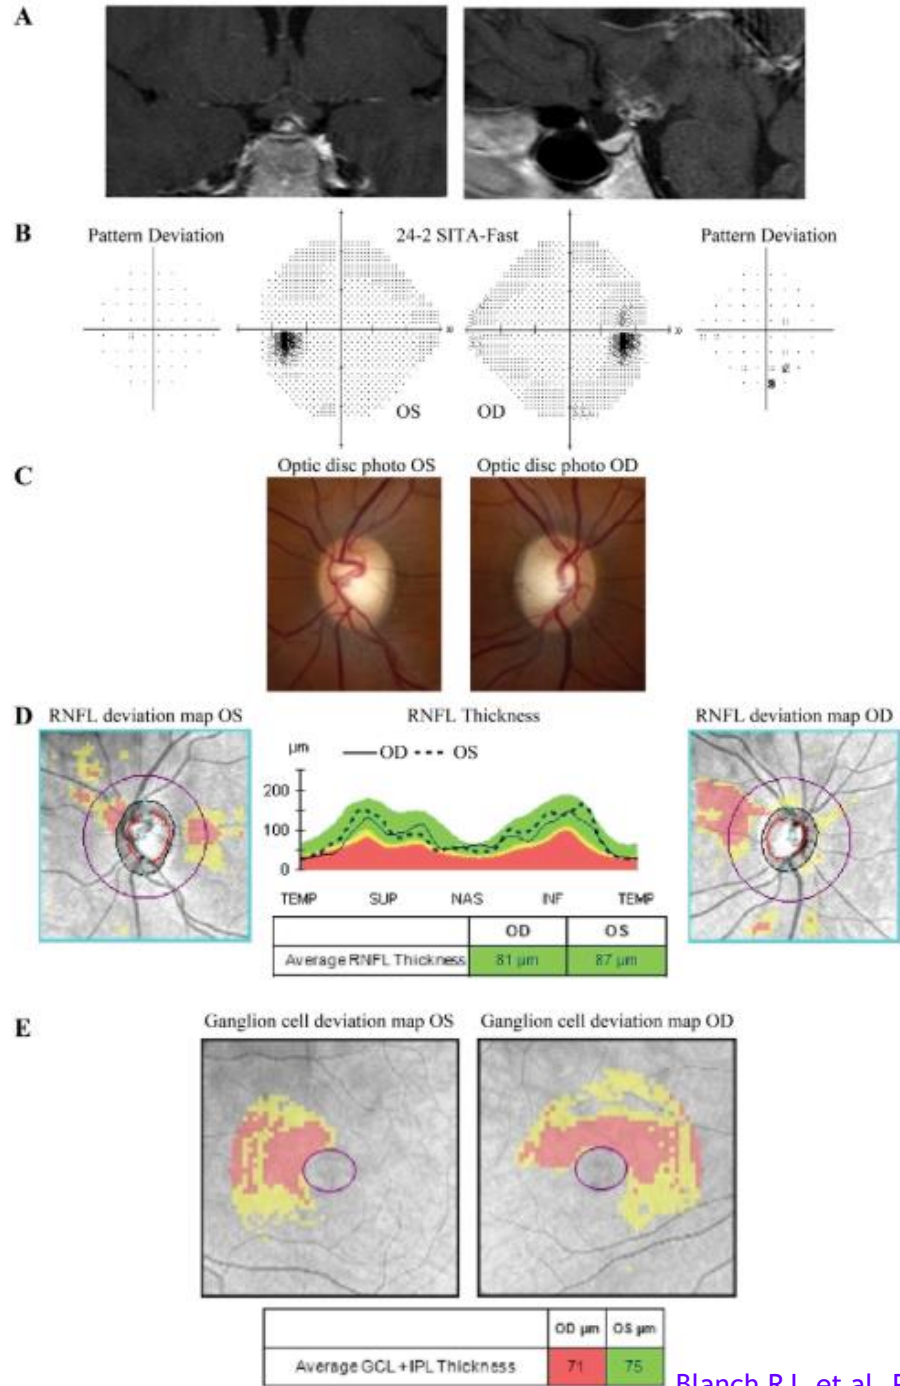 A
B
Pattern Deviation
24-2 SITA-Fast
Pattern Deviation
OS
OD
C
Optic disc photo OS
Optic disc photo OD
D
RNFL deviation map OS
RNFL Thickness
RNFL deviation map OD
µm
OD
OS
200
100
0
TEMP
SUP
NAS
INF
TEMP
OD
OS
Average RNFL Thickness
81 µm
87 µm
E
Ganglion cell deviation map OS
Ganglion cell deviation map OD
OD µm
OS µm
Average GCL +IPL Thickness
71
75